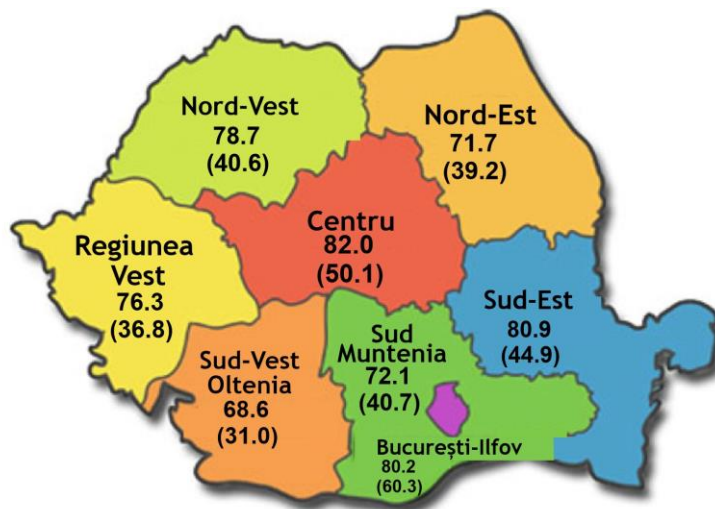 Nord-Vest
78.7
(40.6)
Nord-Est
71.7
(39.2)
Centru
82.0
(50.1)
Regiunea
Vest
76.3
(36.8)
Sud-Est
80.9
(44.9)
Sud-Vest
Oltenia
68.6
(31.0)
Sud
Muntenia
72.1
(40.7)
București-Ilfov
80.2
(60.3)